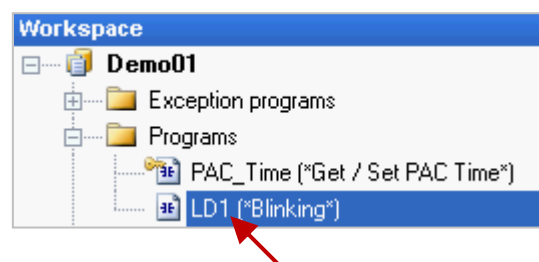 Workspace
Demo01
Exception programs
Programs
PAC_Time (*Get / Set PAC Time*)
LD1 (*Blinking*)